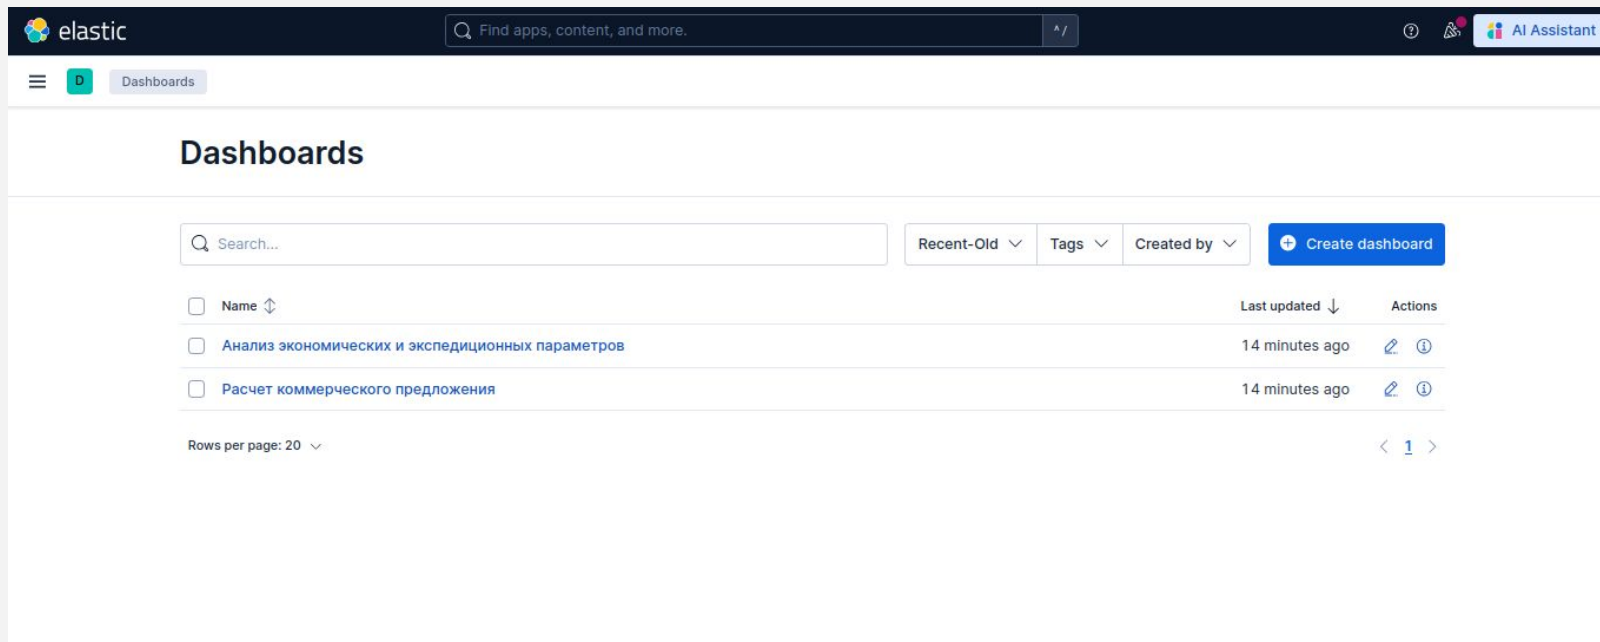 elastic
Find apps, content, and more.
^/
AI Assistant
D
Dashboards
Dashboards
Search...
Recent-Old
Tags
Created by
Create dashboard
Name
Last updated
Actions
Анализ экономических и экспедиционных параметров
14 minutes ago
Расчет коммерческого предложения
14 minutes ago
Rows per page: 20
1